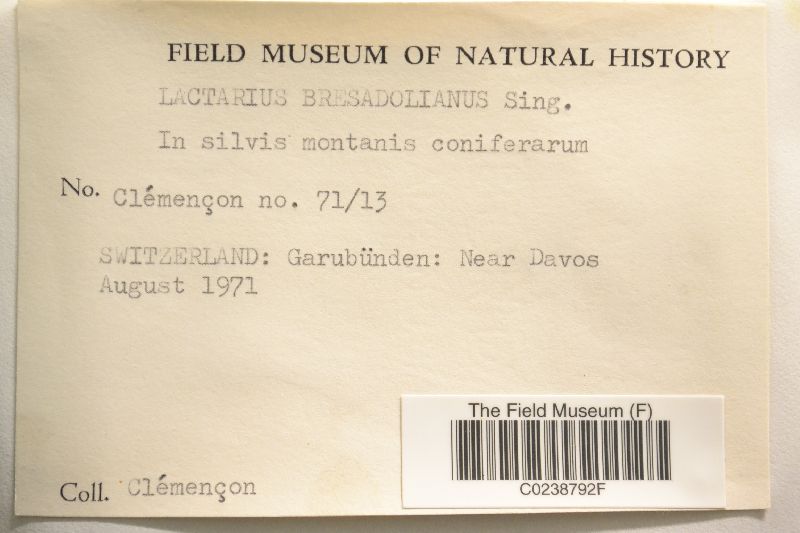 FIELD MUSEUM OF NATURAL HISTORY
LACTARIUS BRESADOLIANUS Sing.
In silvis montanis coniferarum
No. Clémençon no. 71/13
SWITZERLAND: Garubünden: Near Davos
August 1971
The Field Museum (F)
C0238792F
Coll. Clémençon